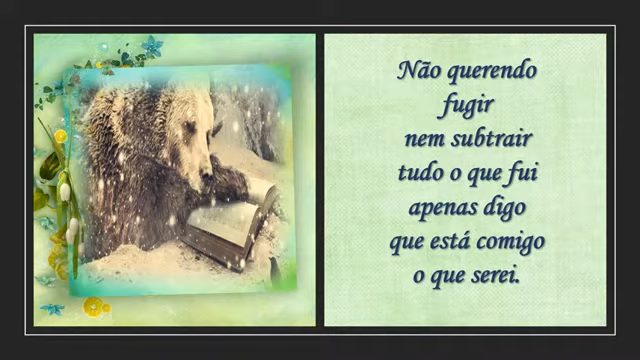 Não querendo
fugir
nem subtrair
tudo o que fui
apenas digo
que está comigo
o que serei.